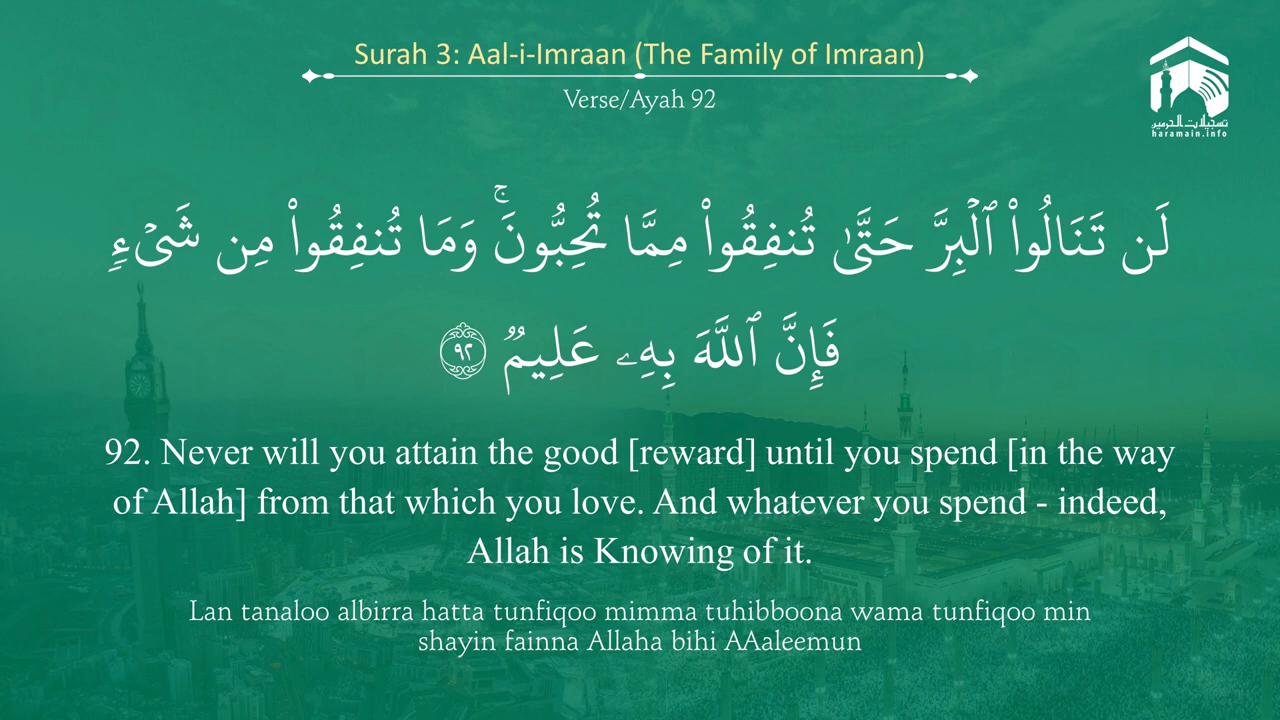 Surah 3: Aal-i-Imraan (The Family of Imraan)
Verse/Ayah 92
تسجيلات الحرمين
haramain.info
لَن تَنَالُوا۟ ٱلْبِرَّ حَتَّىٰ تُنفِقُوا۟ مِمَّا تُحِبُّونَ ۚ وَمَا تُنفِقُوا۟ مِن شَىْءٍ
فَإِنَّ ٱللَّهَ بِهِۦ عَلِيمٌ ٩٢
92. Never will you attain the good [reward] until you spend [in the way
of Allah] from that which you love. And whatever you spend - indeed,
Allah is Knowing of it.
Lan tanaloo albirra hatta tunfiqoo mimma tuhibboona wama tunfiqoo min
shayin fainna Allaha bihi AAaleemun